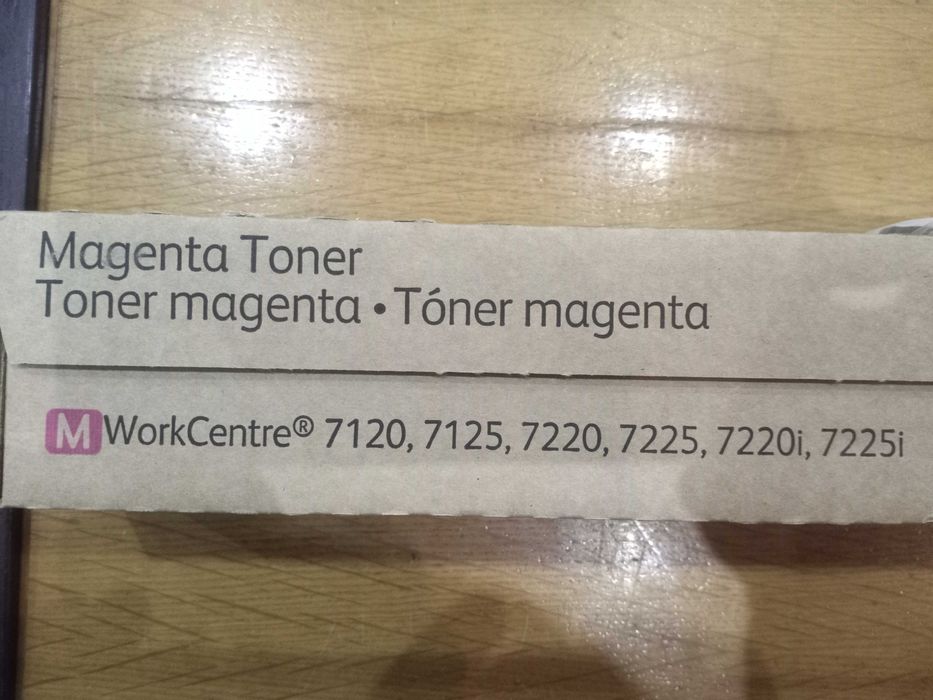 Magenta Toner
Toner magenta • Tóner magenta
M WorkCentre® 7120, 7125, 7220, 7225, 7220i, 7225i